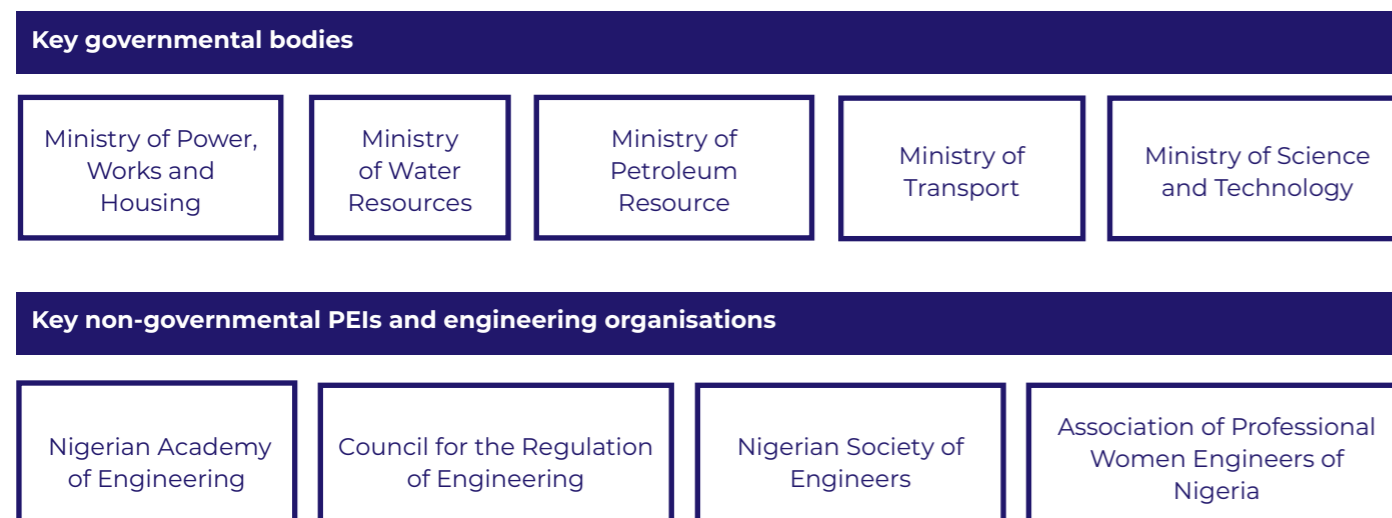 Key governmental bodies
Ministry of Power,
Works and
Housing
Ministry
of Water
Resources
Ministry of
Petroleum
Resource
Ministry of
Transport
Ministry of Science
and Technology
Key non-governmental PEIs and engineering organisations
Nigerian Academy
of Engineering
Council for the Regulation
of Engineering
Nigerian Society of
Engineers
Association of Professional
Women Engineers of
Nigeria